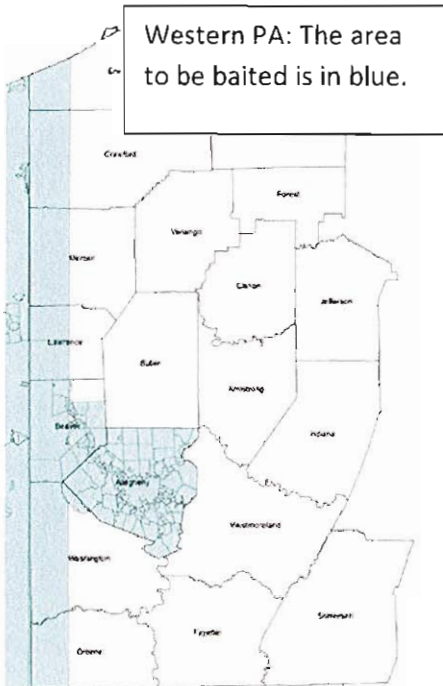 Western PA: The area
to be baited is in blue.
Crawford
Forest
Venango
Mercer
Clarion
Jefferson
Lawrence
Butler
Armstrong
Beaver
Indiana
Allegheny
Westmoreland
Washington
Somerset
Fayette
Greene